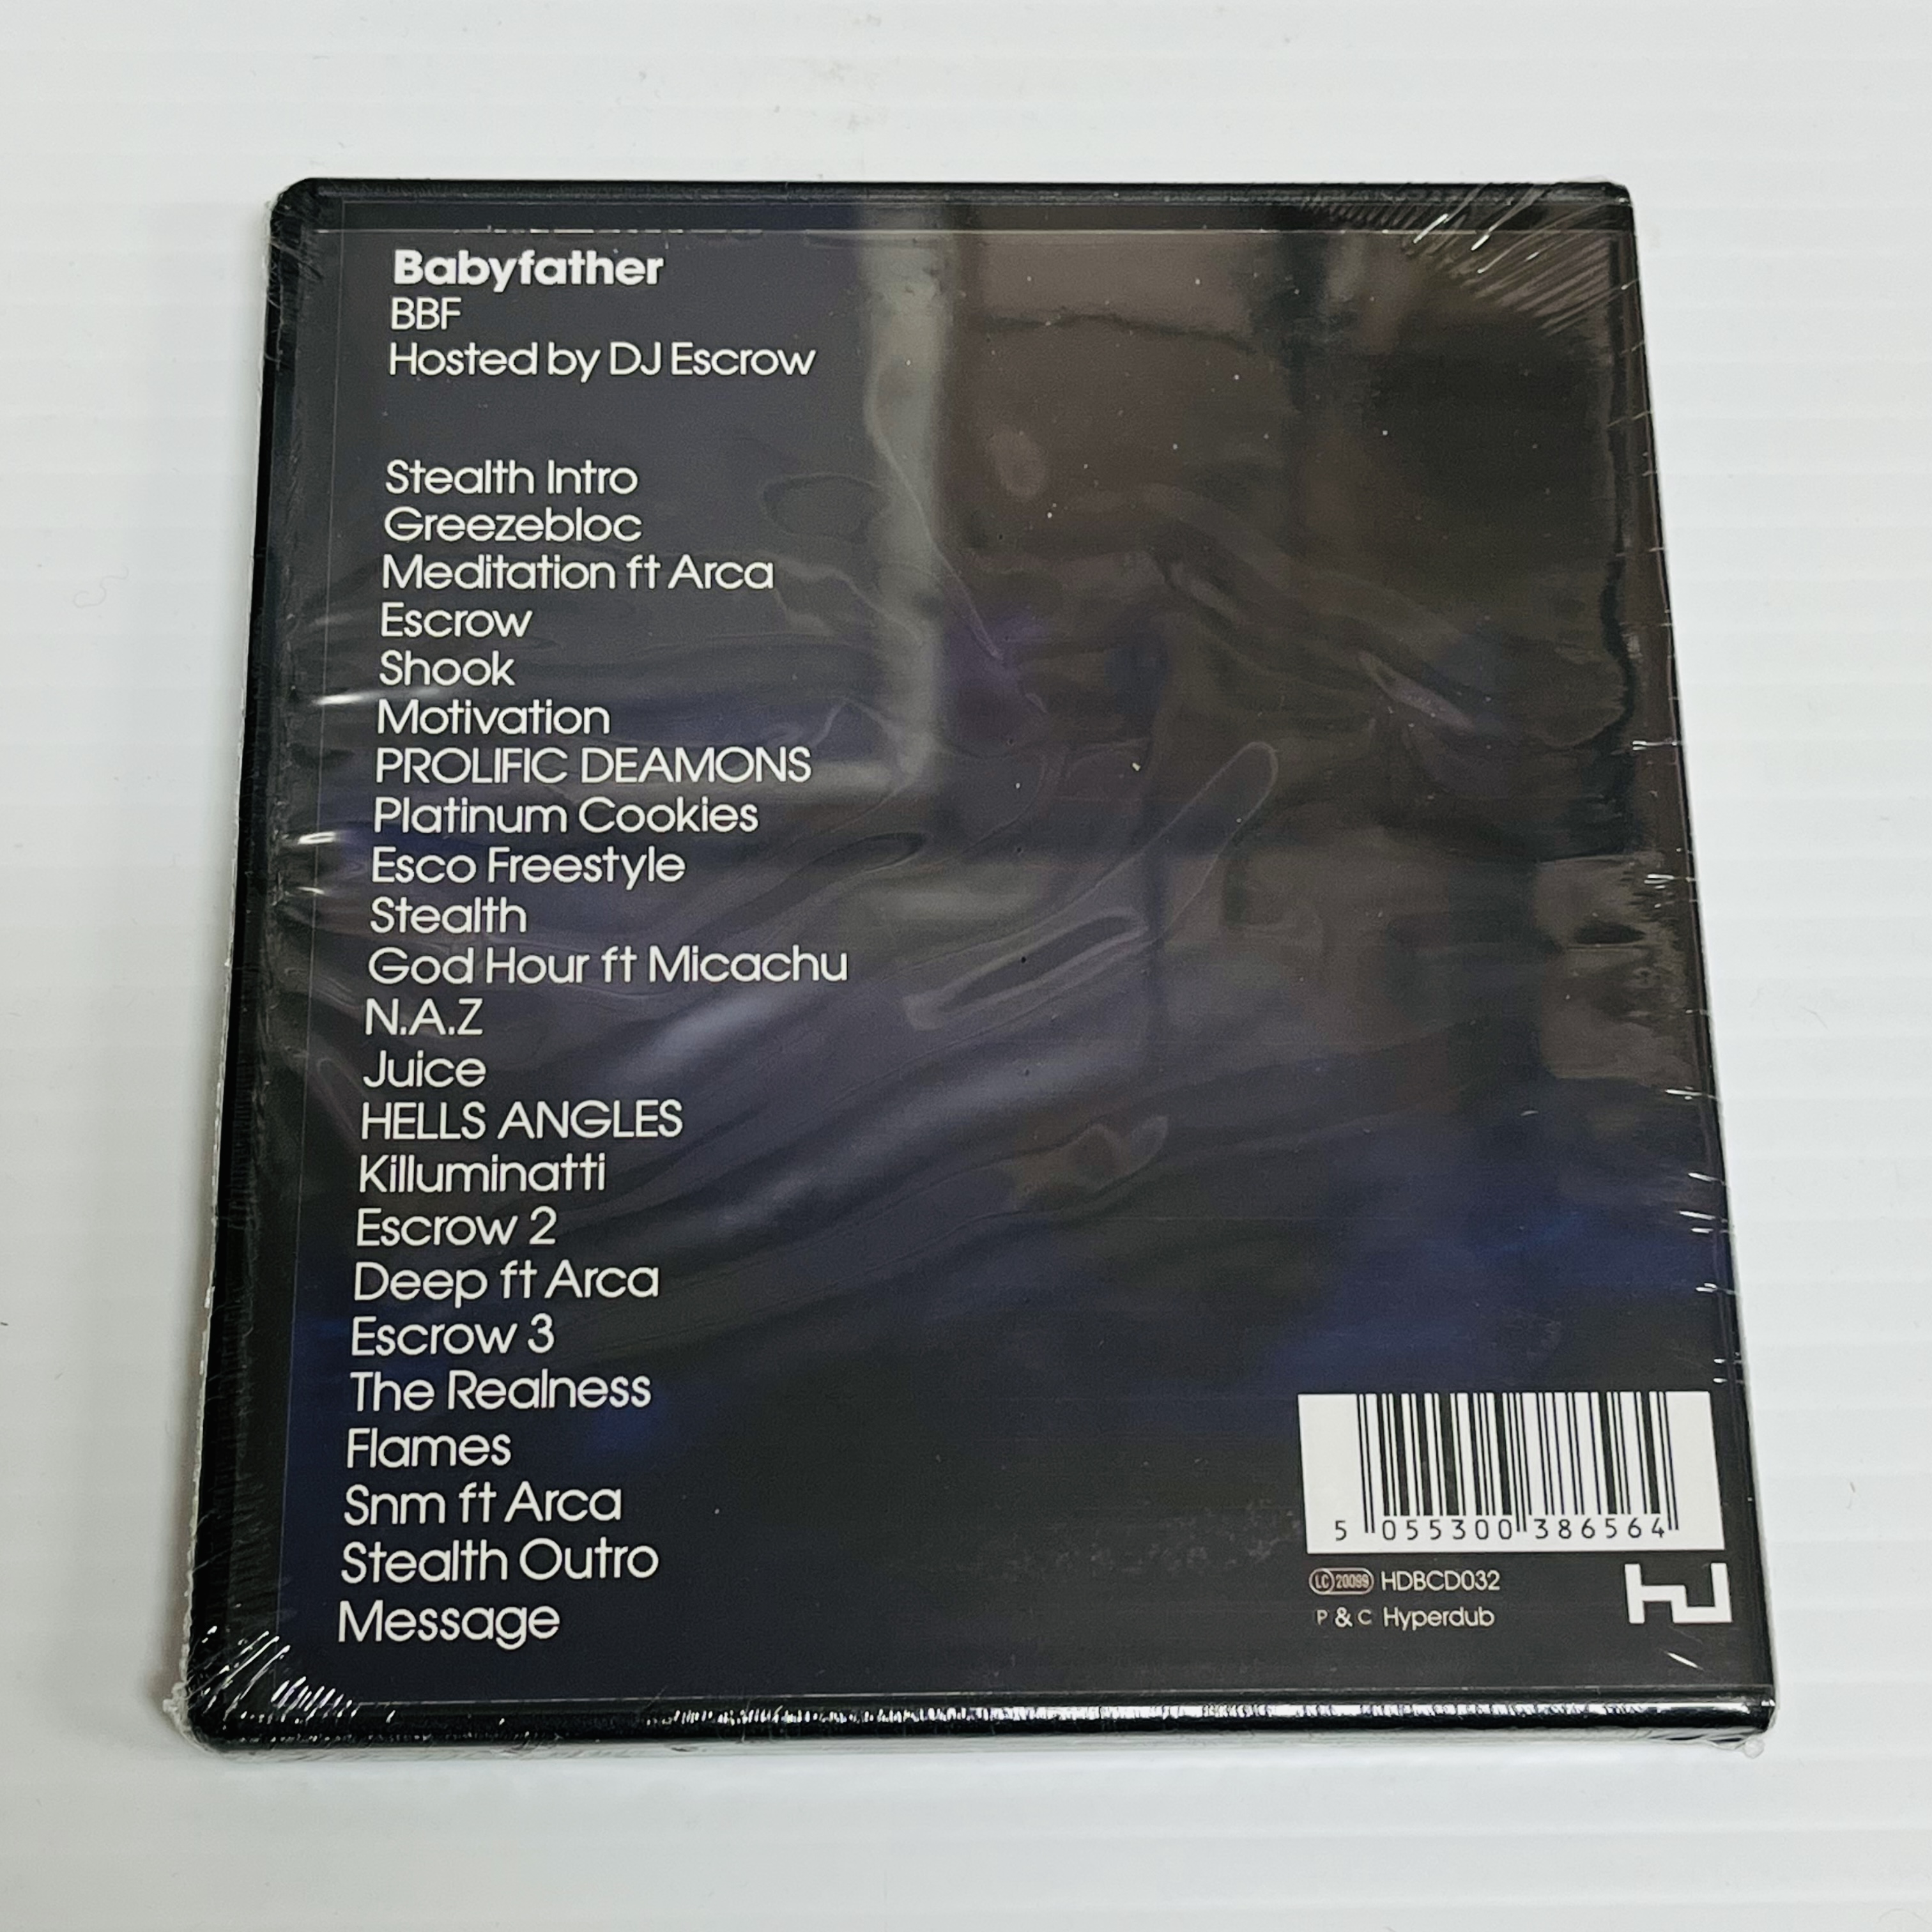 Babyfather
BBF
Hosted by DJ Escrow
Stealth Intro
Greezebloc
Meditation ft Arca
Escrow
Shook
Motivation
PROLIFIC DEAMONS
Platinum Cookies
Esco Freestyle
Stealth
God Hour ft Micachu
N.A.Z
Juice
HELLS ANGLES
Killuminatti
Escrow 2
Deep ft Arca
Escrow 3
The Realness
Flames
Snm ft Arca
Stealth Outro
Message
5 055300 386564
LC 20099 HDBCD032
P & C Hyperdub